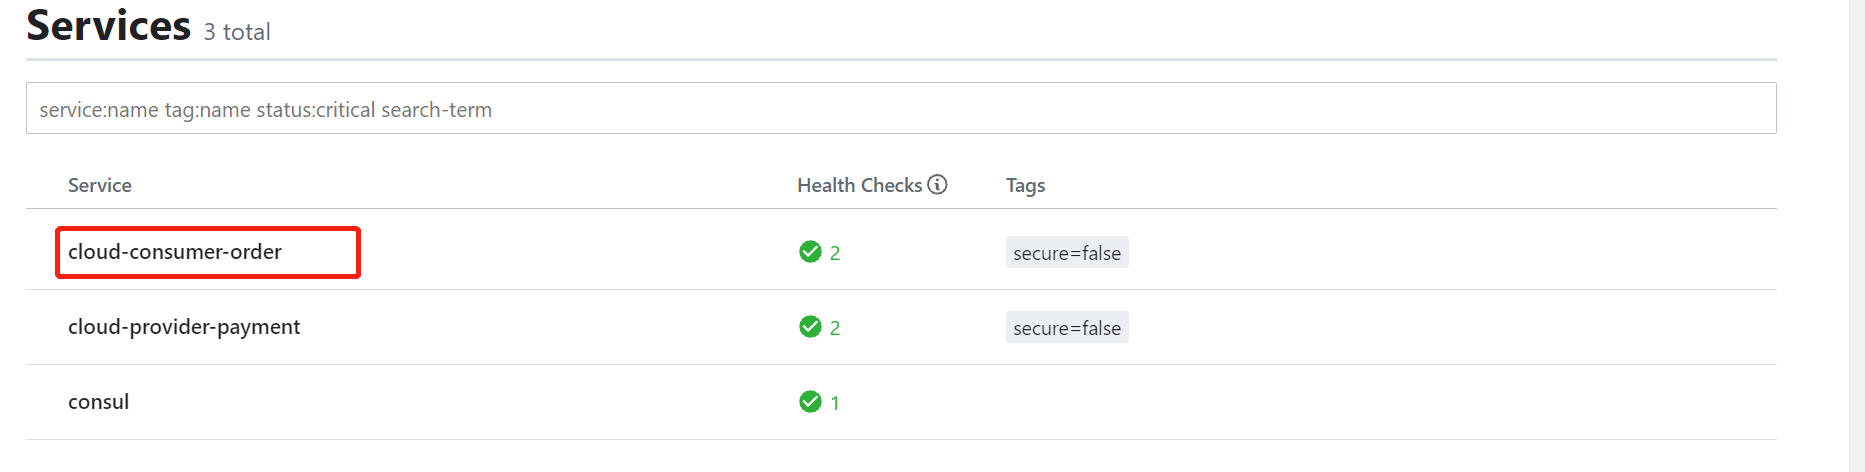 Services 3 total
service:name tag:name status:critical search-term
Service Health Checks Tags
cloud-consumer-order 2 secure=false
cloud-provider-payment 2 secure=false
consul 1